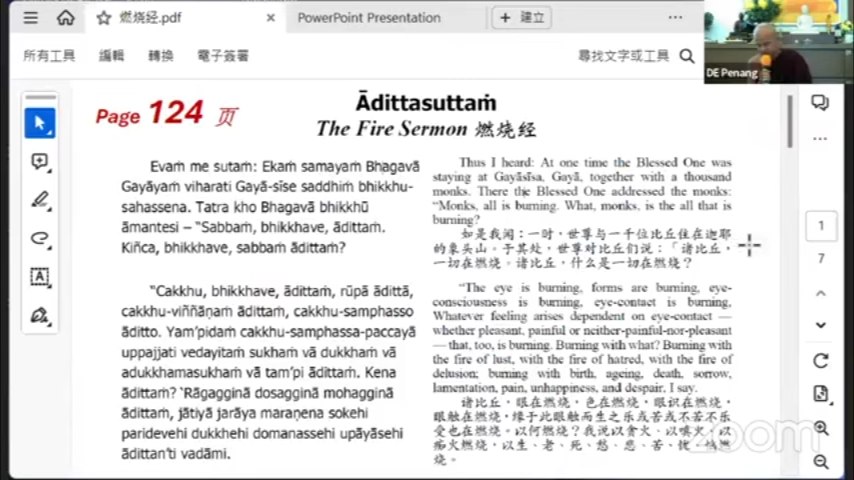 燃烧经.pdf
PowerPoint Presentation
建立
所有工具
編輯
轉換
電子簽署
尋找文字或工具
DE Penang
Page 124 页
Ādittasuttaṁ
The Fire Sermon 燃烧经
Evaṁ me sutaṁ: Ekaṁ samayaṁ Bhagavā
Gayāyaṁ viharati Gayā-sīse saddhiṁ bhikkhu-
sahassena. Tatra kho Bhagavā bhikkhū
āmantesi – "Sabbaṁ, bhikkhave, ādittaṁ.
Kiñca, bhikkhave, sabbaṁ ādittaṁ?
"Cakkhu, bhikkhave, ādittaṁ, rūpā ādittā,
cakkhu-viññāṇaṁ ādittaṁ, cakkhu-samphasso
āditto. Yam'pidaṁ cakkhu-samphassa-paccayā
uppajjati vedayitaṁ sukhaṁ vā dukkhaṁ vā
adukkhamasukhaṁ vā tam'pi ādittaṁ. Kena
ādittaṁ? 'Rāgagginā dosagginā mohagginā
ādittaṁ, jātiyā jarāya maraṇena sokehi
paridevehi dukkhehi domanassehi upāyāsehi
ādittan'ti vadāmi.
Thus I heard: At one time the Blessed One was
staying at Gayāsīsa, Gayā, together with a thousand
monks. There the Blessed One addressed the monks:
"Monks, all is burning. What, monks, is the all that is
burning?
如是我闻：一时，世尊与一千位比丘住在迦耶
的象头山。于其处，世尊对比丘们说：「诸比丘，
一切在燃烧。诸比丘，什么是一切在燃烧？
"The eye is burning, forms are burning, eye-
consciousness is burning, eye-contact is burning,
Whatever feeling arises dependent on eye-contact —
whether pleasant, painful or neither-painful-nor-pleasant
— that, too, is burning. Burning with what? Burning with
the fire of lust, with the fire of hatred, with the fire of
delusion; burning with birth, ageing, death, sorrow,
lamentation, pain, unhappiness, and despair, I say.
诸比丘，眼在燃烧，色在燃烧，眼识在燃烧，
眼触在燃烧，缘于此眼触而生之乐或苦或不苦不乐
受也在燃烧。以何燃烧？我说以贪火、以嗔火、以
痴火燃烧，以生、老、死、愁、悲、苦、忧、恼燃
烧。
1
7
zoom